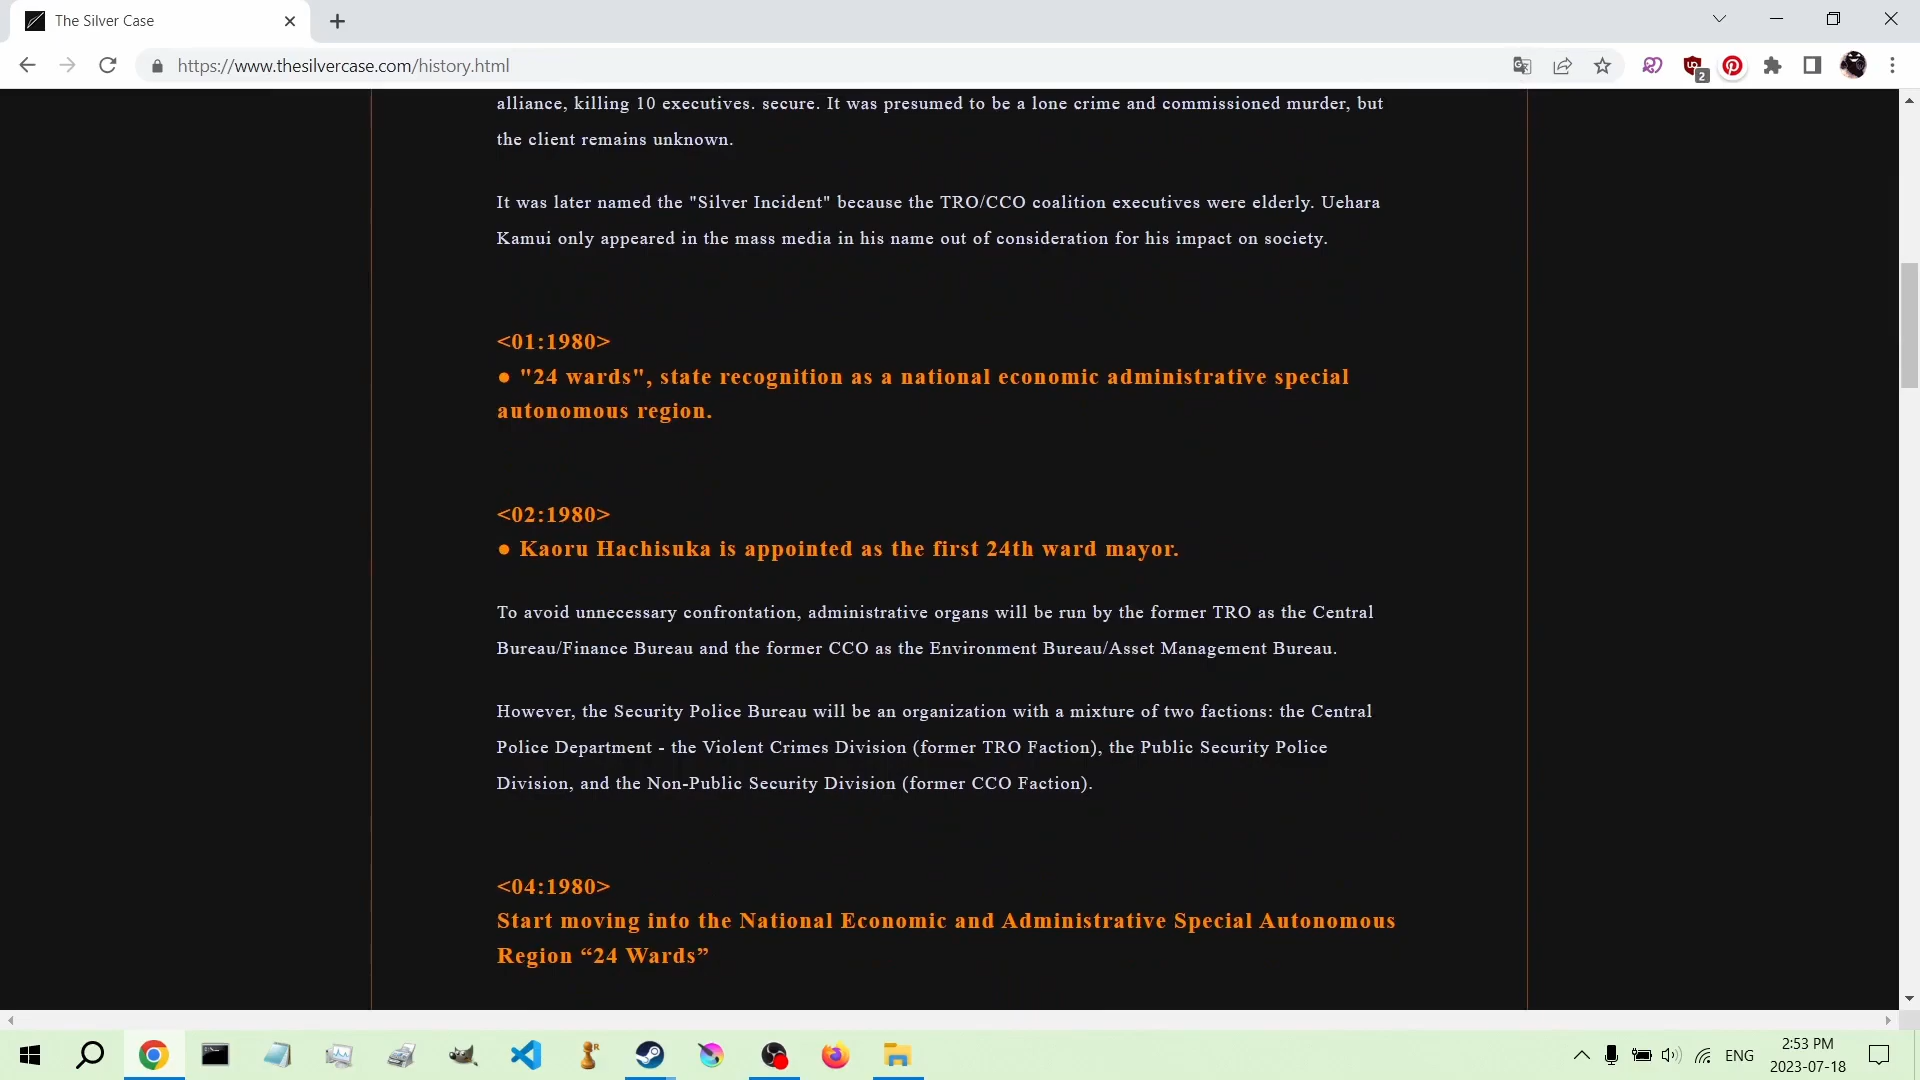 The Silver Case
https://www.thesilvercase.com/history.html
2
alliance, killing 10 executives. secure. It was presumed to be a lone crime and commissioned murder, but
the client remains unknown.
It was later named the "Silver Incident" because the TRO/CCO coalition executives were elderly. Uehara
Kamui only appeared in the mass media in his name out of consideration for his impact on society.
<01:1980>
● "24 wards", state recognition as a national economic administrative special
autonomous region.
<02:1980>
● Kaoru Hachisuka is appointed as the first 24th ward mayor.
To avoid unnecessary confrontation, administrative organs will be run by the former TRO as the Central
Bureau/Finance Bureau and the former CCO as the Environment Bureau/Asset Management Bureau.
However, the Security Police Bureau will be an organization with a mixture of two factions: the Central
Police Department - the Violent Crimes Division (former TRO Faction), the Public Security Police
Division, and the Non-Public Security Division (former CCO Faction).
<04:1980>
Start moving into the National Economic and Administrative Special Autonomous
Region “24 Wards”
ENG
2:53 PM
2023-07-18